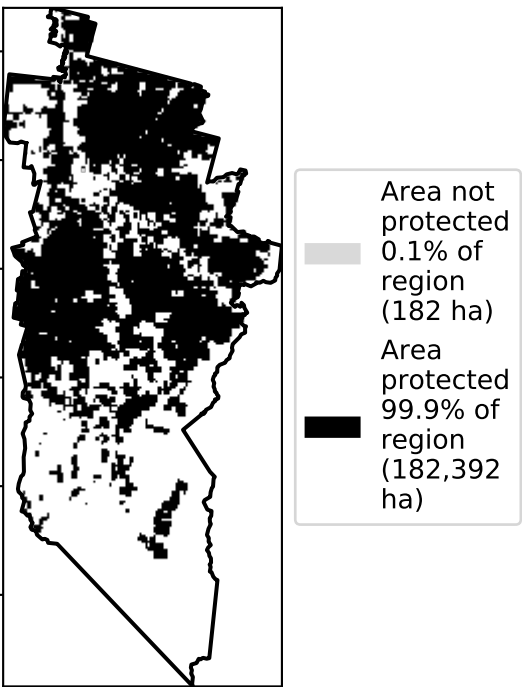 Area not
protected
0.1% of
region
(182 ha)
Area
protected
99.9% of
region
(182,392
ha)